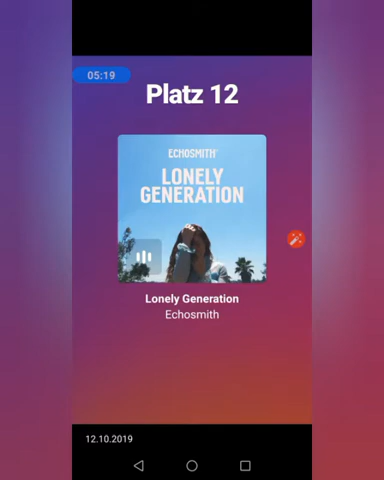 05:19
Platz 12
ECHOSMITH
LONELY
GENERATION
Lonely Generation
Echosmith
12.10.2019